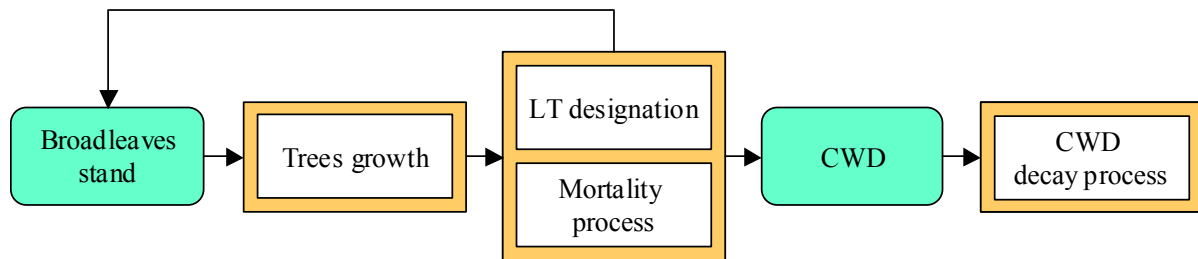 Broadleaves
stand
Trees growth
LT designation
Mortality
process
CWD
CWD
decay process